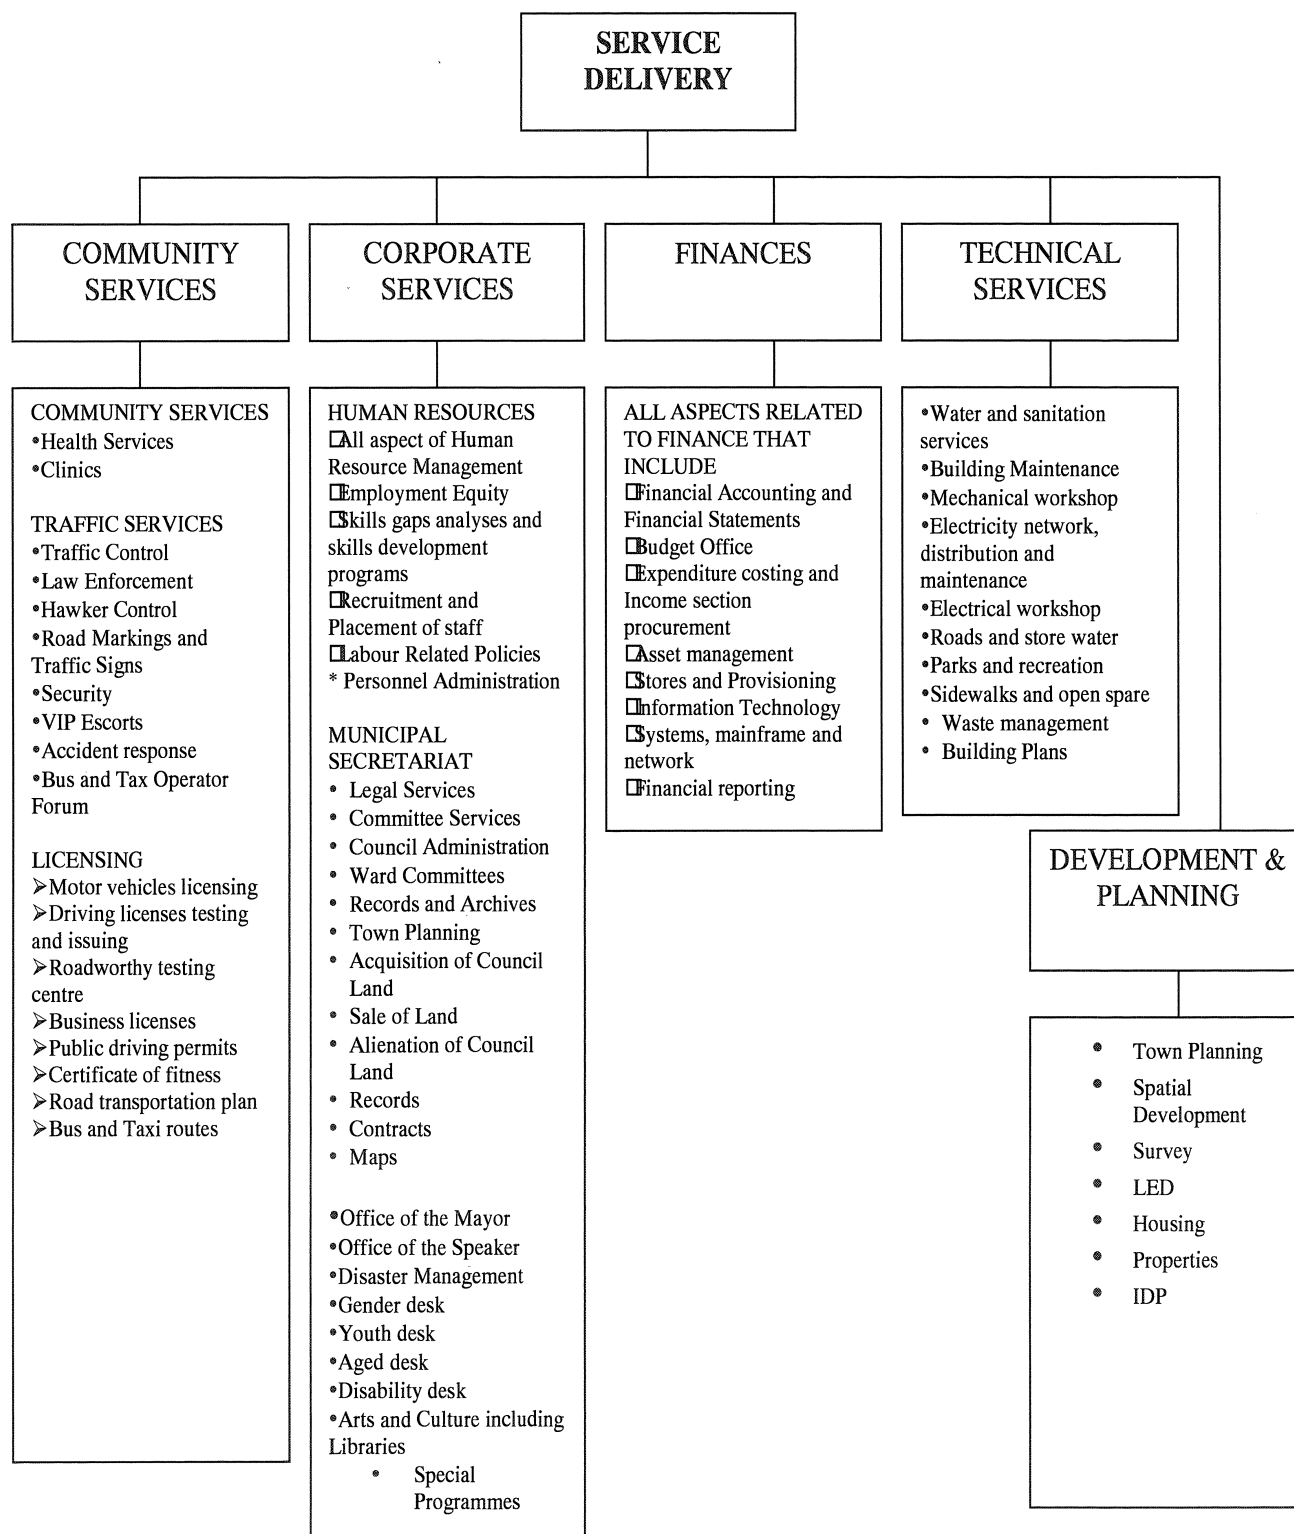 SERVICE
DELIVERY
COMMUNITY
SERVICES
COMMUNITY SERVICES
•Health Services
•Clinics
TRAFFIC SERVICES
•Traffic Control
•Law Enforcement
•Hawker Control
•Road Markings and
Traffic Signs
•Security
•VIP Escorts
•Accident response
•Bus and Tax Operator
Forum
LICENSING
➢Motor vehicles licensing
➢Driving licenses testing
and issuing
➢Roadworthy testing
centre
➢Business licenses
➢Public driving permits
➢Certificate of fitness
➢Road transportation plan
➢Bus and Taxi routes
CORPORATE
SERVICES
HUMAN RESOURCES
All aspect of Human
Resource Management
Employment Equity
Skills gaps analyses and
skills development
programs
Recruitment and
Placement of staff
Labour Related Policies
* Personnel Administration
MUNICIPAL
SECRETARIAT
• Legal Services
• Committee Services
• Council Administration
• Ward Committees
• Records and Archives
• Town Planning
• Acquisition of Council
Land
• Sale of Land
• Alienation of Council
Land
• Records
• Contracts
• Maps
•Office of the Mayor
•Office of the Speaker
•Disaster Management
•Gender desk
•Youth desk
•Aged desk
•Disability desk
•Arts and Culture including
Libraries
• Special
Programmes
FINANCES
ALL ASPECTS RELATED
TO FINANCE THAT
INCLUDE
Financial Accounting and
Financial Statements
Budget Office
Expenditure costing and
Income section
procurement
Asset management
Stores and Provisioning
Information Technology
Systems, mainframe and
network
Financial reporting
TECHNICAL
SERVICES
•Water and sanitation
services
•Building Maintenance
•Mechanical workshop
•Electricity network,
distribution and
maintenance
•Electrical workshop
•Roads and store water
•Parks and recreation
•Sidewalks and open spare
• Waste management
• Building Plans
DEVELOPMENT &
PLANNING
• Town Planning
• Spatial
Development
• Survey
• LED
• Housing
• Properties
• IDP